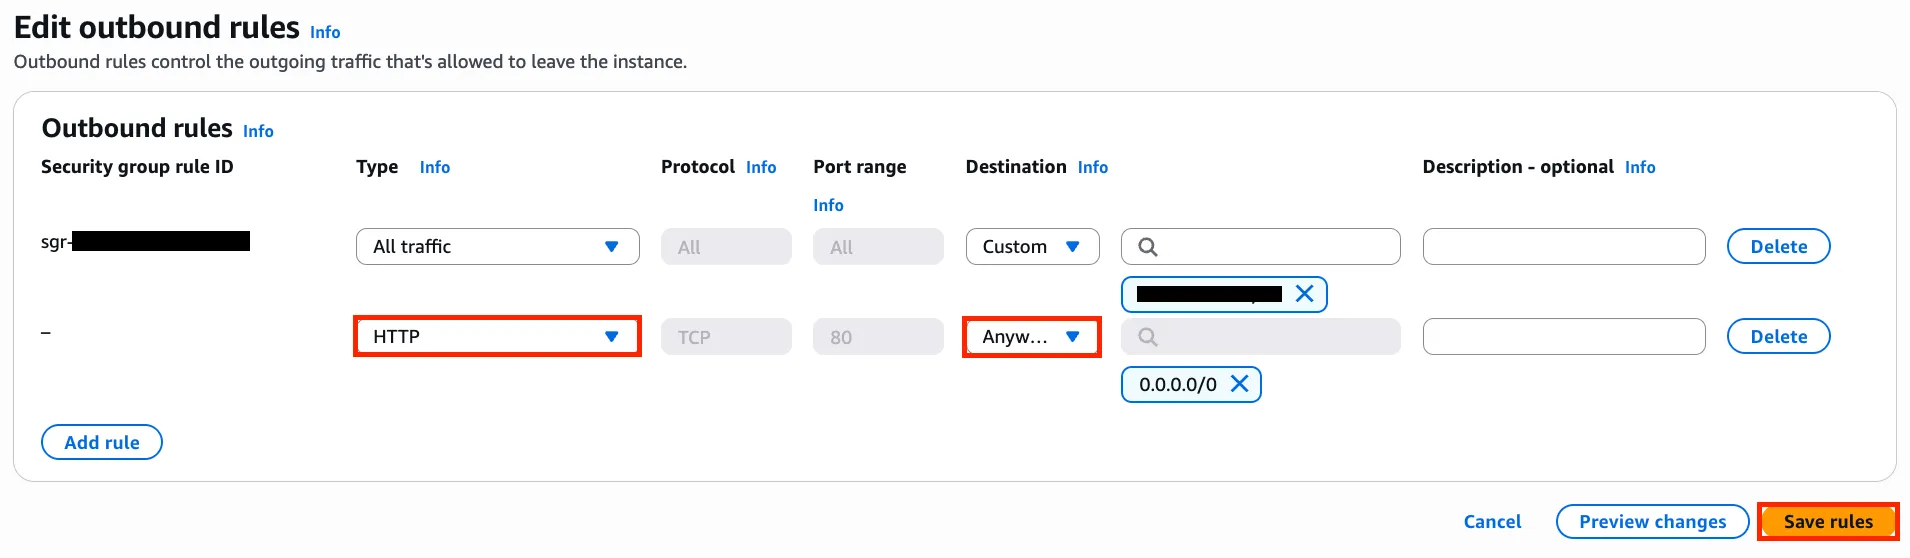 Edit outbound rules Info
Outbound rules control the outgoing traffic that's allowed to leave the instance.
Outbound rules Info
Security group rule ID Type Info Protocol Info Port range Info Destination Info Description - optional Info
sgr- All traffic All All Custom Delete
– HTTP TCP 80 Anyw... Delete
0.0.0.0/0
Add rule
Cancel Preview changes Save rules